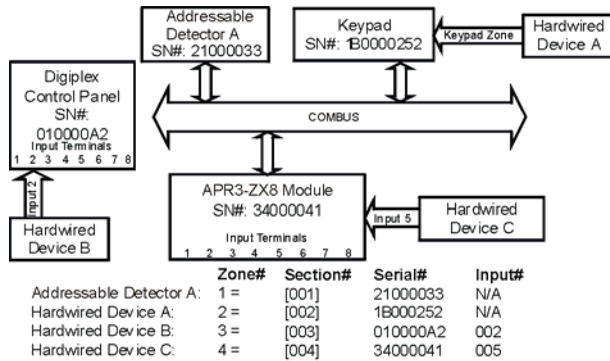 Addressable
Detector A
SN#: 21000033
Keypad
SN#: 1B0000252
Keypad Zone
Hardwired
Device A
Digiplex
Control Panel
SN#:
010000A2
Input Terminals
1 2 3 4 5 6 7 8
COMBUS
Input 2
Hardwired
Device B
APR3-ZX8 Module
SN#: 34000041
Input Terminals
1 2 3 4 5 6 7 8
Input 5
Hardwired
Device C
Zone# Section# Serial# Input#
Addressable Detector A: 1 = [001] 21000033 N/A
Hardwired Device A: 2 = [002] 1B000252 N/A
Hardwired Device B: 3 = [003] 010000A2 002
Hardwired Device C: 4 = [004] 34000041 005